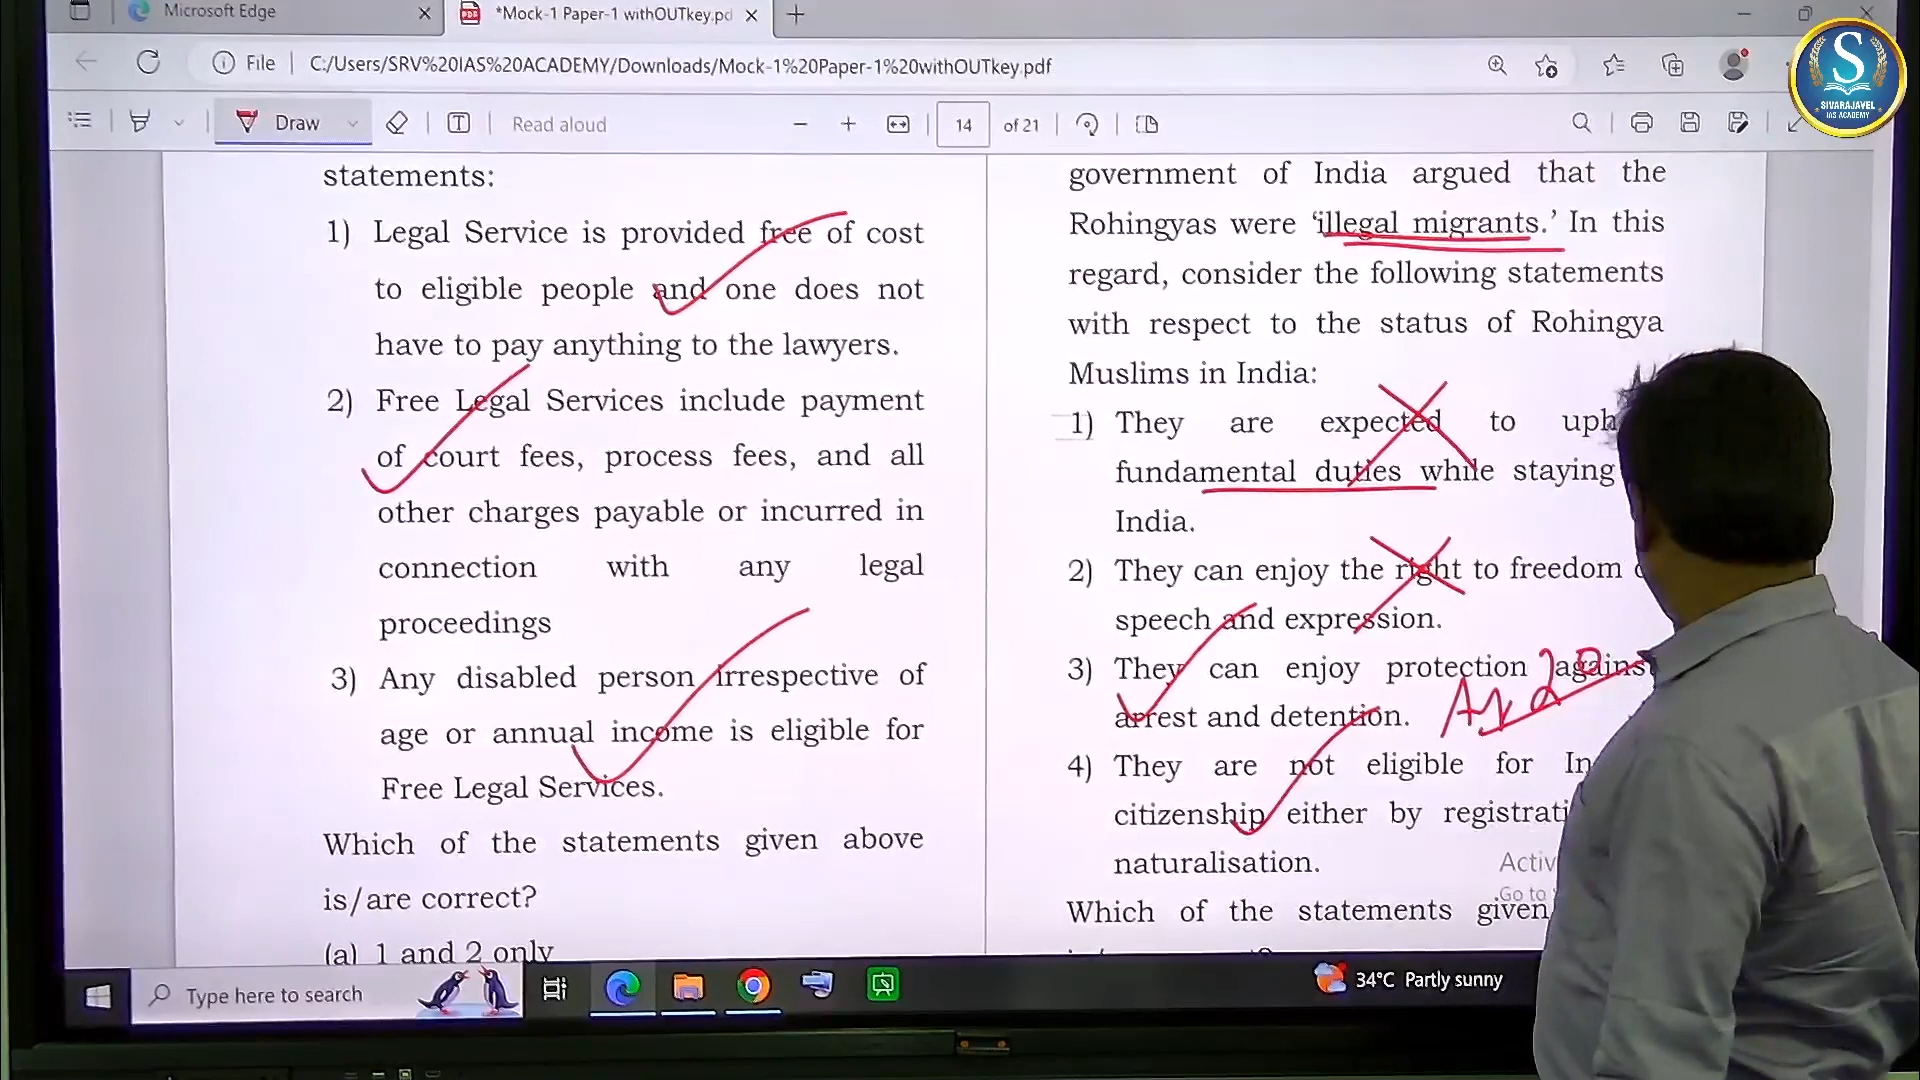 Microsoft Edge
*Mock-1 Paper-1 withOUTkey.pd
File
C:/Users/SRV%20IAS%20ACADEMY/Downloads/Mock-1%20Paper-1%20withOUTkey.pdf
S
SIVARAJAVEL
IAS ACADEMY
Draw
Read aloud
14
of 21
statements:
1) Legal Service is provided free of cost
to eligible people and one does not
have to pay anything to the lawyers.
2) Free Legal Services include payment
of court fees, process fees, and all
other charges payable or incurred in
connection with any legal
proceedings
3) Any disabled person irrespective of
age or annual income is eligible for
Free Legal Services.
Which of the statements given above
is/are correct?
(a) 1 and 2 only
government of India argued that the
Rohingyas were ‘illegal migrants.’ In this
regard, consider the following statements
with respect to the status of Rohingya
Muslims in India:
1) They are expected to uph
fundamental duties while staying
India.
2) They can enjoy the right to freedom
speech and expression.
3) They can enjoy protection against
arrest and detention.
20
4) They are not eligible for In
citizenship either by registrati
naturalisation.
Activ
Go to
Which of the statements given
Type here to search
34°C Partly sunny